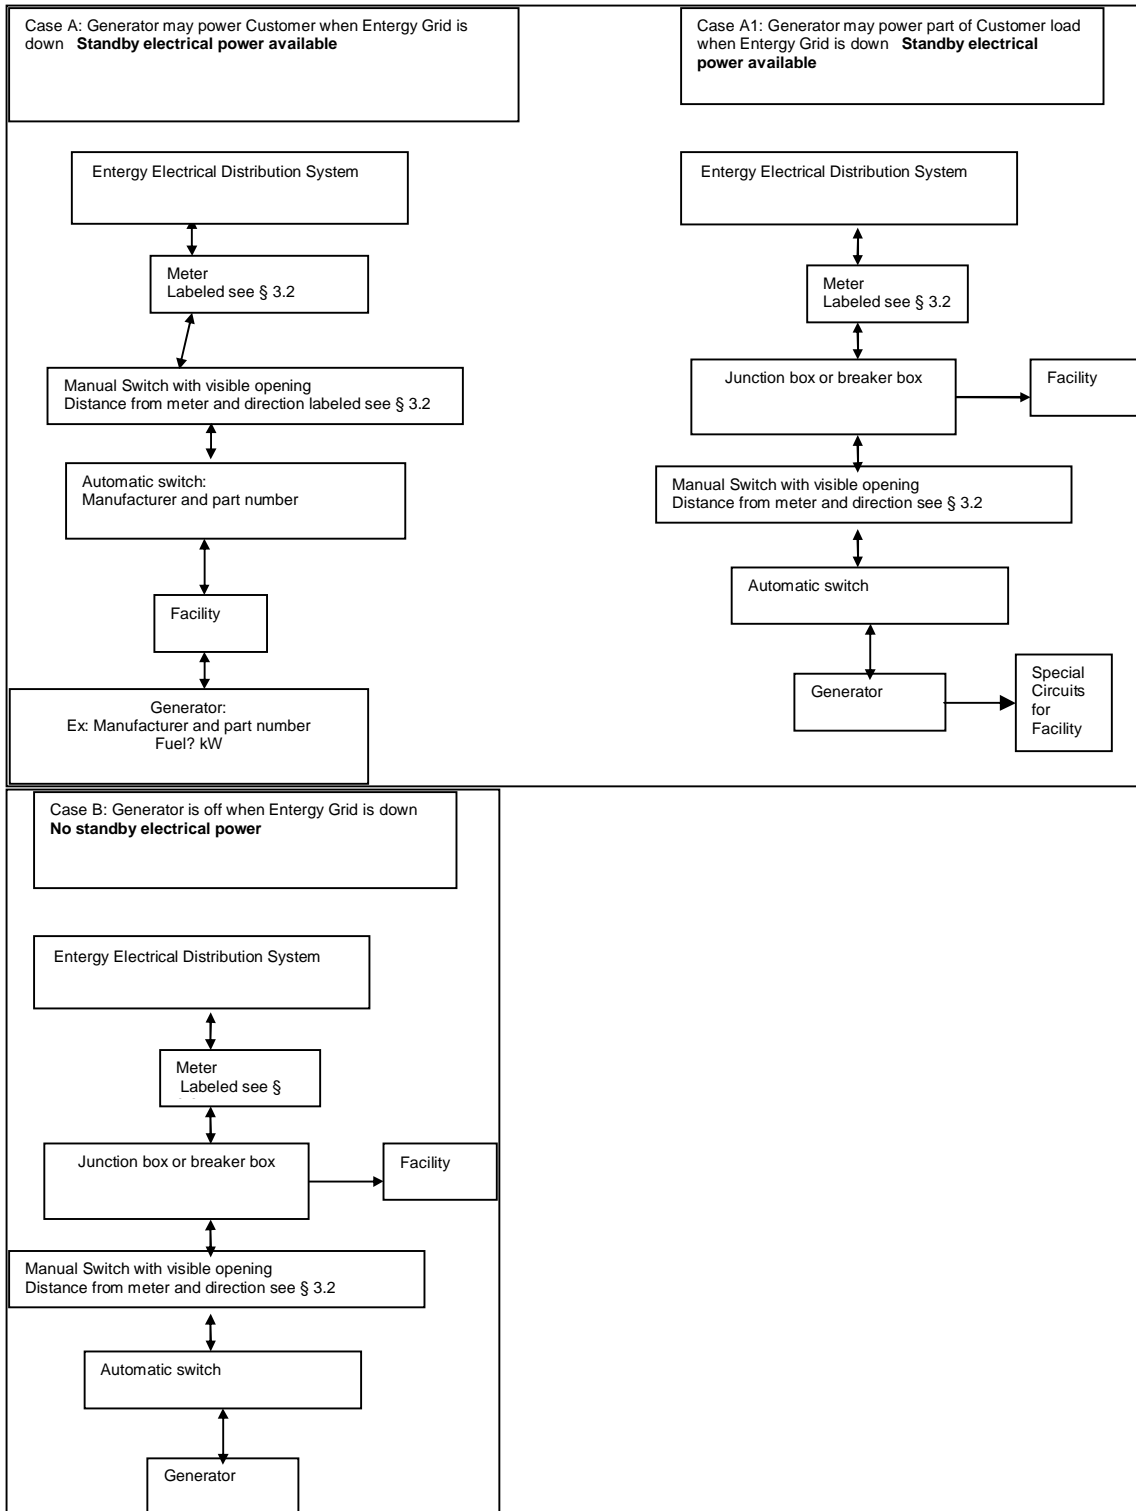 Case A: Generator may power Customer when Entergy Grid is
down Standby electrical power available
Entergy Electrical Distribution System
Meter
Labeled see § 3.2
Manual Switch with visible opening
Distance from meter and direction labeled see § 3.2
Automatic switch:
Manufacturer and part number
Facility
Generator:
Ex: Manufacturer and part number
Fuel? kW
Case A1: Generator may power part of Customer load
when Entergy Grid is down Standby electrical
power available
Entergy Electrical Distribution System
Meter
Labeled see § 3.2
Junction box or breaker box
Facility
Manual Switch with visible opening
Distance from meter and direction see § 3.2
Automatic switch
Generator
Special
Circuits
for
Facility
Case B: Generator is off when Entergy Grid is down
No standby electrical power
Entergy Electrical Distribution System
Meter
Labeled see §
Junction box or breaker box
Facility
Manual Switch with visible opening
Distance from meter and direction see § 3.2
Automatic switch
Generator